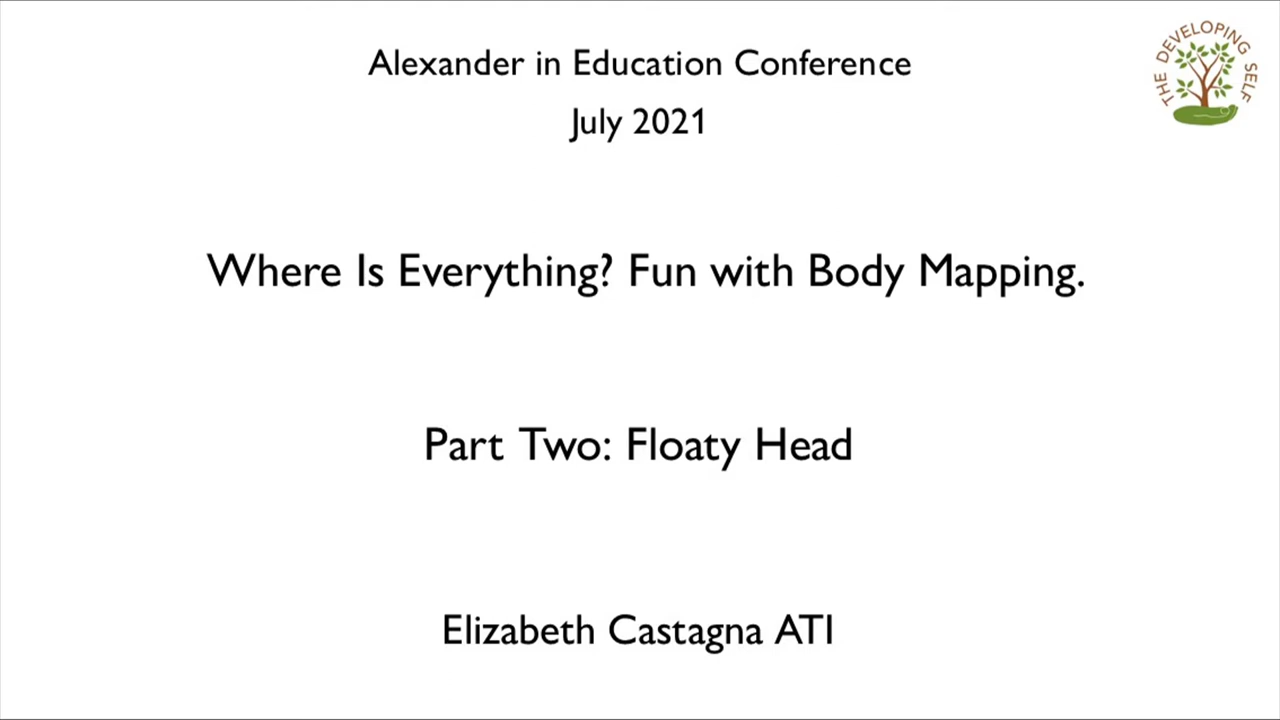 Alexander in Education Conference
July 2021
THE DEVELOPING SELF
Where Is Everything? Fun with Body Mapping.
Part Two: Floaty Head
Elizabeth Castagna ATI